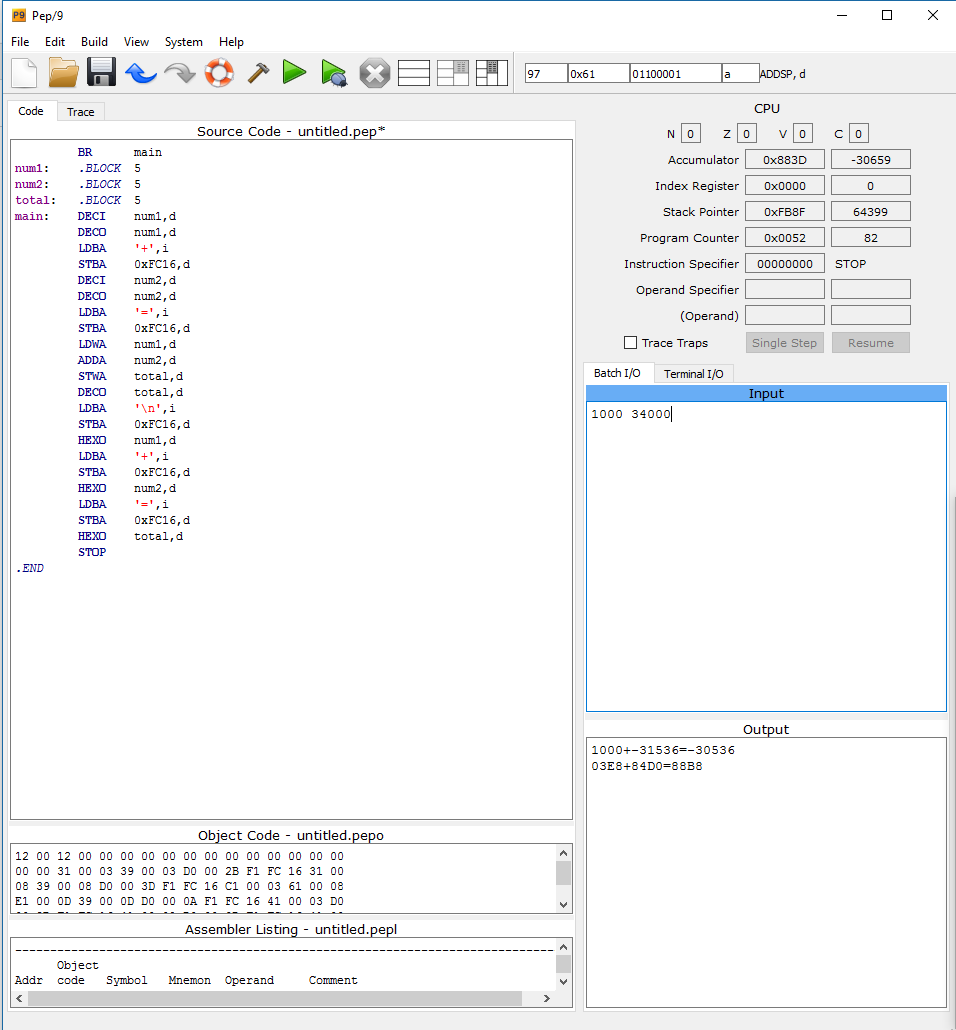 P9 Pep/9
File Edit Build View System Help
97 0x61 01100001 a ADDSP, d
Code Trace
Source Code - untitled.pep*
BR main
num1: .BLOCK 5
num2: .BLOCK 5
total: .BLOCK 5
main: DECI num1,d
DECO num1,d
LDBA '+',i
STBA 0xFC16,d
DECI num2,d
DECO num2,d
LDBA '=',i
STBA 0xFC16,d
LDWA num1,d
ADDA num2,d
STWA total,d
DECO total,d
LDBA '\n',i
STBA 0xFC16,d
HEXO num1,d
LDBA '+',i
STBA 0xFC16,d
HEXO num2,d
LDBA '=',i
STBA 0xFC16,d
HEXO total,d
STOP
.END
Object Code - untitled.pepo
12 00 12 00 00 00 00 00 00 00 00 00 00 00 00 00
00 00 31 00 03 39 00 03 D0 00 2B F1 FC 16 31 00
08 39 00 08 D0 00 3D F1 FC 16 C1 00 03 61 00 08
E1 00 0D 39 00 0D D0 00 0A F1 FC 16 41 00 03 D0
Assembler Listing - untitled.pepl
-------------------------------------------------------------------------------
Object
Addr code Symbol Mnemon Operand Comment
CPU
N 0 Z 0 V 0 C 0
Accumulator 0x883D -30659
Index Register 0x0000 0
Stack Pointer 0xFB8F 64399
Program Counter 0x0052 82
Instruction Specifier 00000000 STOP
Operand Specifier
(Operand)
Trace Traps Single Step Resume
Batch I/O Terminal I/O
Input
1000 34000
Output
1000+-31536=-30536
03E8+84D0=88B8